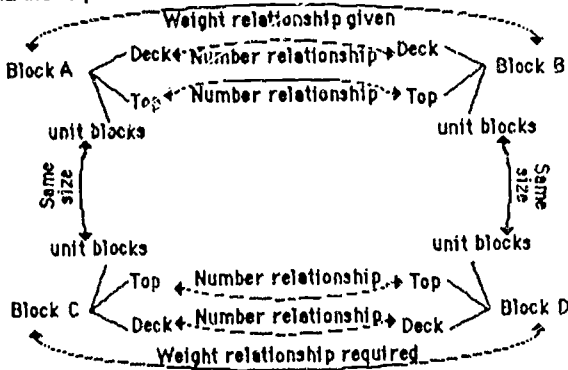 Weight relationship given
Deck Number relationship Deck
Block A Block B
Top Number relationship Top
unit blocks unit blocks
Same size Same size
unit blocks unit blocks
Top Number relationship Top
Block C Block D
Deck Number relationship Deck
Weight relationship required